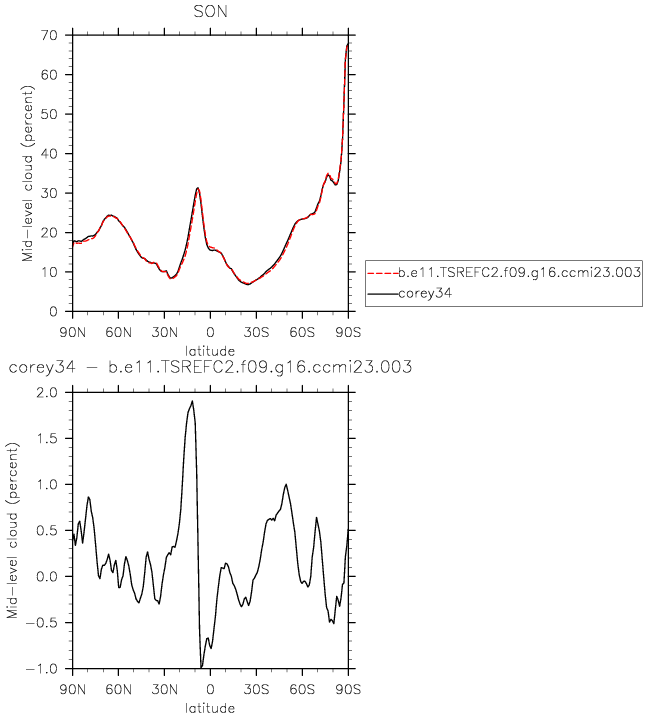 SON
70
60
50
40
30
20
10
0
Mid-level cloud (percent)
90N 60N 30N 0 30S 60S 90S
latitude
b.e11.TSREFC2.f09.g16.ccmi23.003
corey34
corey34 - b.e11.TSREFC2.f09.g16.ccmi23.003
2.0
1.5
1.0
0.5
0.0
-0.5
-1.0
Mid-level cloud (percent)
90N 60N 30N 0 30S 60S 90S
latitude